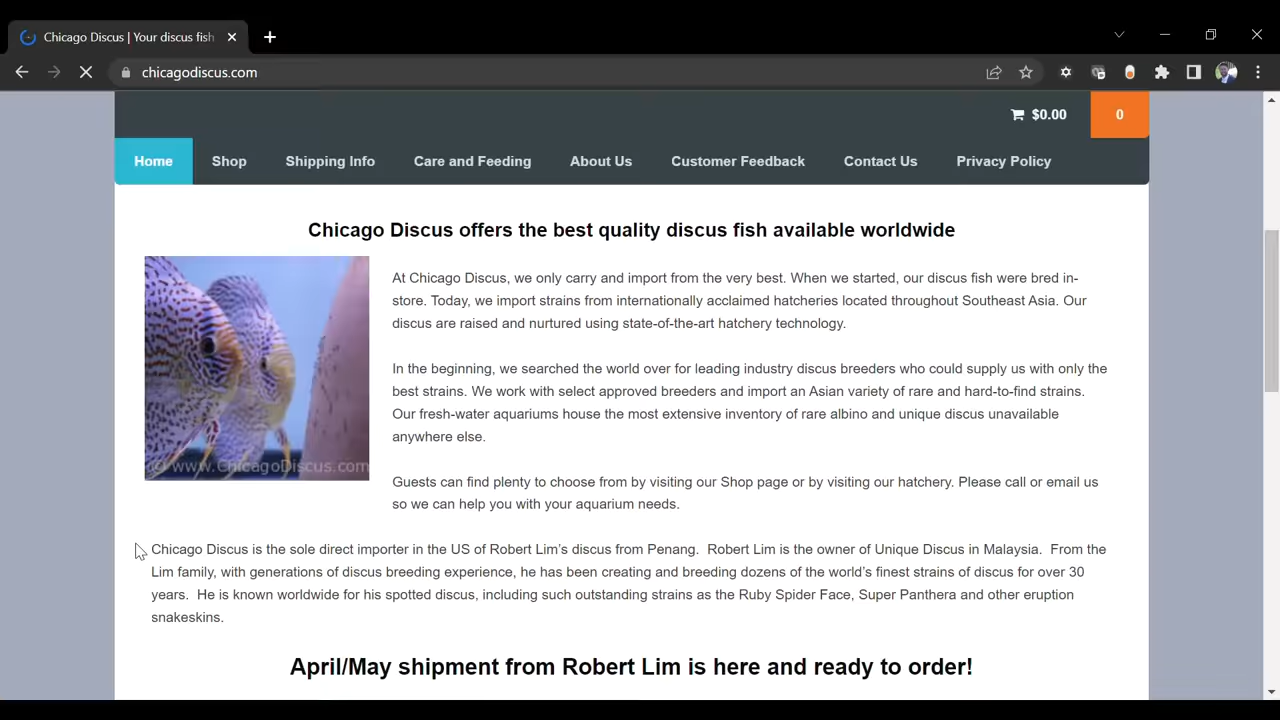 Chicago Discus | Your discus fish
chicagodiscus.com
$0.00
0
Home Shop Shipping Info Care and Feeding About Us Customer Feedback Contact Us Privacy Policy
Chicago Discus offers the best quality discus fish available worldwide
At Chicago Discus, we only carry and import from the very best. When we started, our discus fish were bred in-
store. Today, we import strains from internationally acclaimed hatcheries located throughout Southeast Asia. Our
discus are raised and nurtured using state-of-the-art hatchery technology.
In the beginning, we searched the world over for leading industry discus breeders who could supply us with only the
best strains. We work with select approved breeders and import an Asian variety of rare and hard-to-find strains.
Our fresh-water aquariums house the most extensive inventory of rare albino and unique discus unavailable
anywhere else.
© www.ChicagoDiscus.com
Guests can find plenty to choose from by visiting our Shop page or by visiting our hatchery. Please call or email us
so we can help you with your aquarium needs.
Chicago Discus is the sole direct importer in the US of Robert Lim’s discus from Penang. Robert Lim is the owner of Unique Discus in Malaysia. From the
Lim family, with generations of discus breeding experience, he has been creating and breeding dozens of the world’s finest strains of discus for over 30
years. He is known worldwide for his spotted discus, including such outstanding strains as the Ruby Spider Face, Super Panthera and other eruption
snakeskins.
April/May shipment from Robert Lim is here and ready to order!